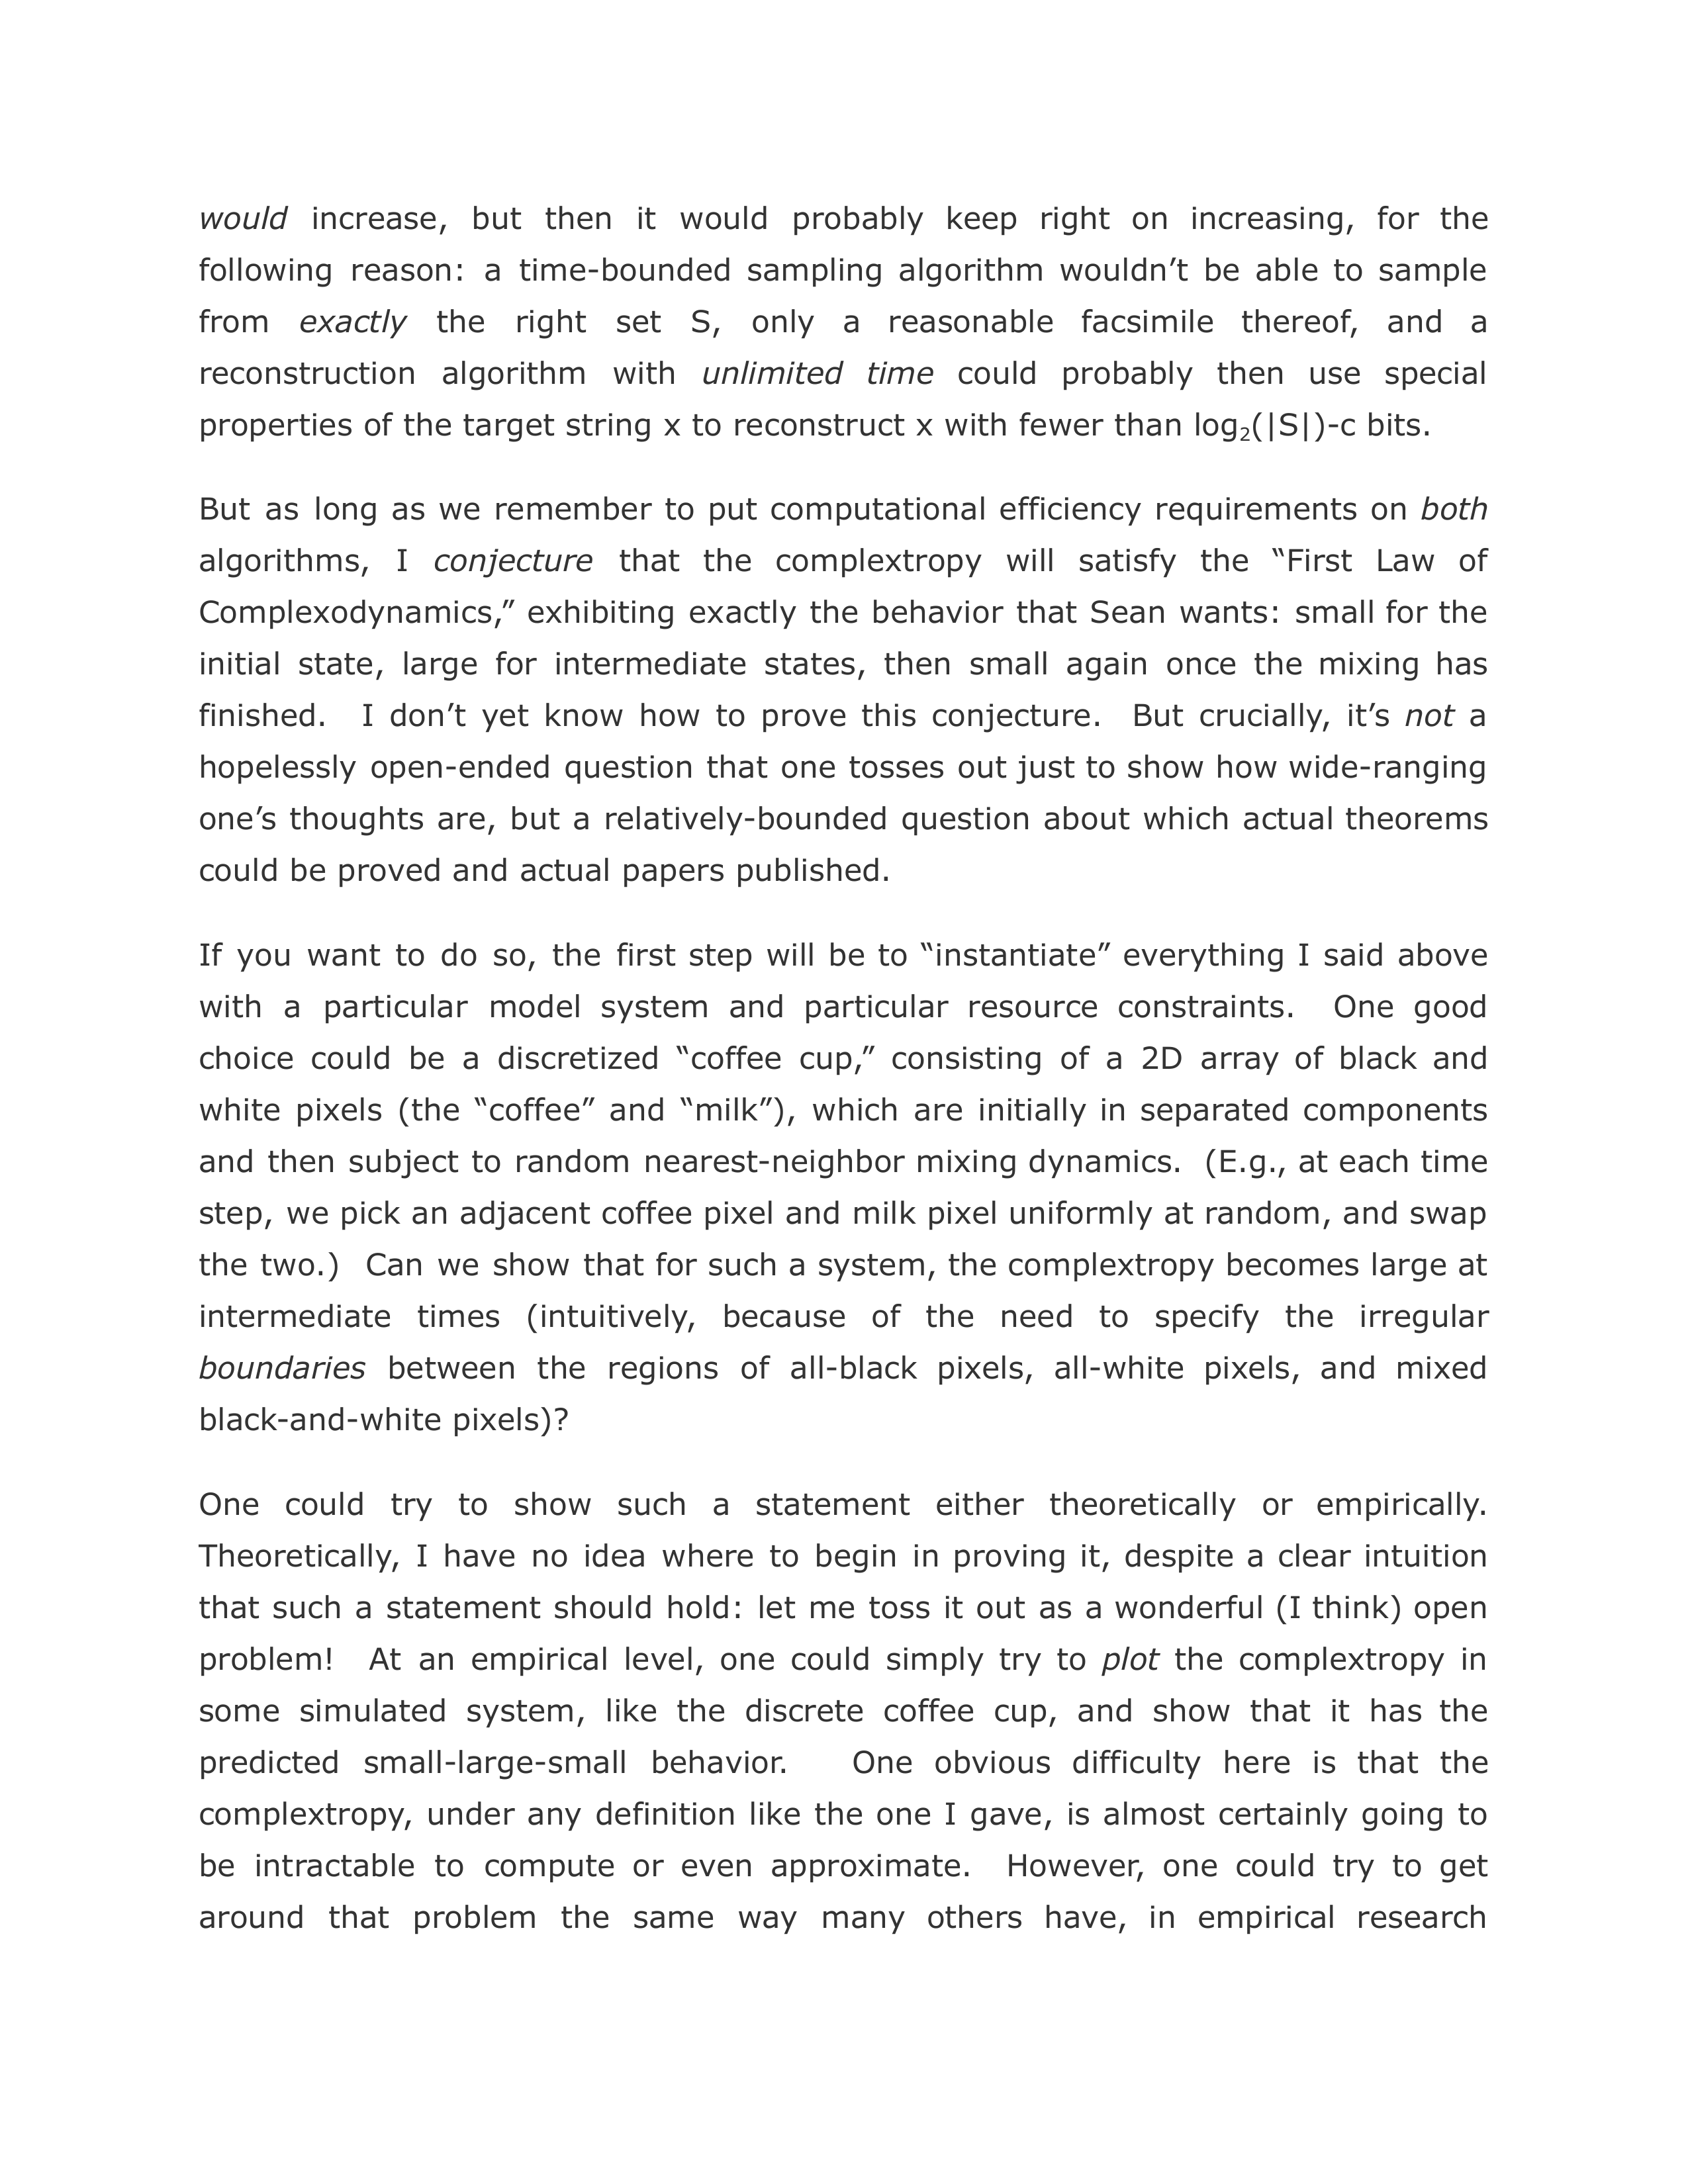 would increase, but then it would probably keep right on increasing, for the
following reason: a time-bounded sampling algorithm wouldn’t be able to sample
from exactly the right set S, only a reasonable facsimile thereof, and a
reconstruction algorithm with unlimited time could probably then use special
properties of the target string x to reconstruct x with fewer than log₂(|S|)-c bits.
But as long as we remember to put computational efficiency requirements on both
algorithms, I conjecture that the complextropy will satisfy the “First Law of
Complexodynamics,” exhibiting exactly the behavior that Sean wants: small for the
initial state, large for intermediate states, then small again once the mixing has
finished.  I don’t yet know how to prove this conjecture.  But crucially, it’s not a
hopelessly open-ended question that one tosses out just to show how wide-ranging
one’s thoughts are, but a relatively-bounded question about which actual theorems
could be proved and actual papers published.
If you want to do so, the first step will be to “instantiate” everything I said above
with a particular model system and particular resource constraints.  One good
choice could be a discretized “coffee cup,” consisting of a 2D array of black and
white pixels (the “coffee” and “milk”), which are initially in separated components
and then subject to random nearest-neighbor mixing dynamics.  (E.g., at each time
step, we pick an adjacent coffee pixel and milk pixel uniformly at random, and swap
the two.)  Can we show that for such a system, the complextropy becomes large at
intermediate times (intuitively, because of the need to specify the irregular
boundaries between the regions of all-black pixels, all-white pixels, and mixed
black-and-white pixels)?
One could try to show such a statement either theoretically or empirically.
Theoretically, I have no idea where to begin in proving it, despite a clear intuition
that such a statement should hold: let me toss it out as a wonderful (I think) open
problem!  At an empirical level, one could simply try to plot the complextropy in
some simulated system, like the discrete coffee cup, and show that it has the
predicted small-large-small behavior.   One obvious difficulty here is that the
complextropy, under any definition like the one I gave, is almost certainly going to
be intractable to compute or even approximate.  However, one could try to get
around that problem the same way many others have, in empirical research